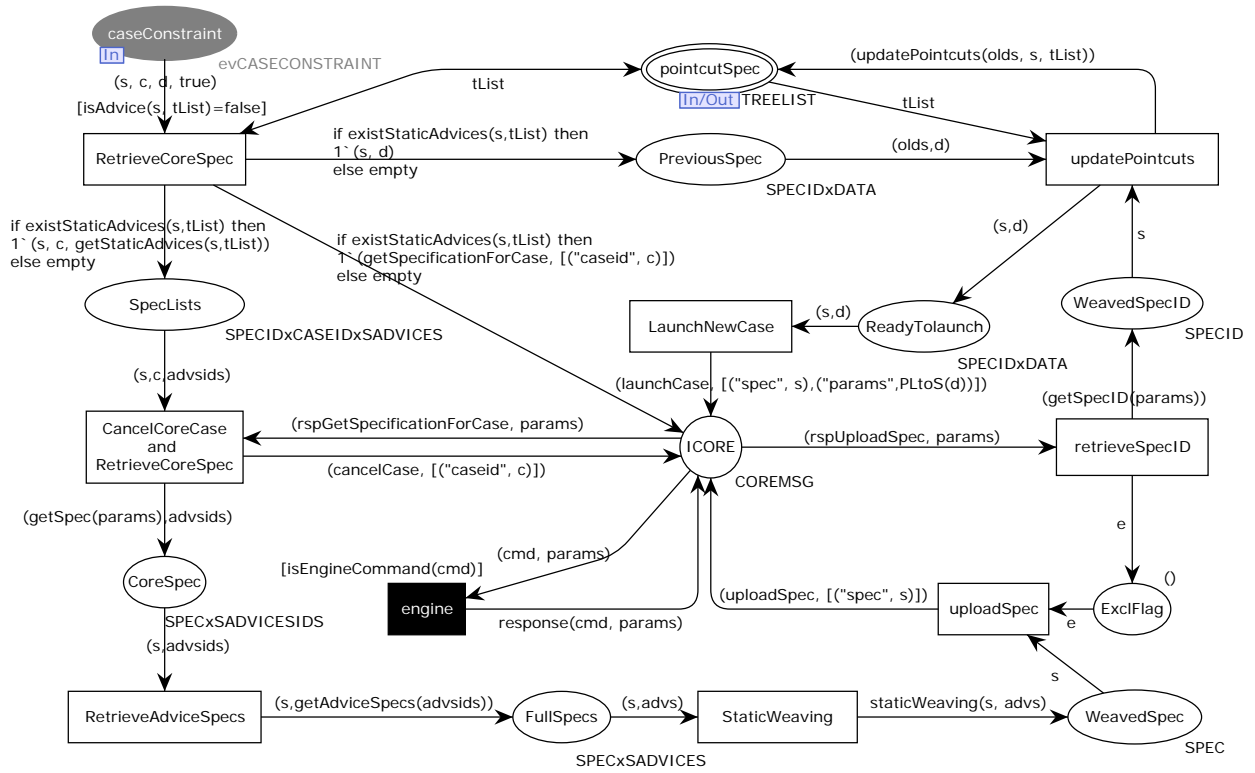 caseConstraint
In
evCASECONSTRAINT
(s, c, d, true)
[isAdvice(s, tList)=false]
RetrieveCoreSpec
tList
pointcutSpec
In/Out
TREELIST
(updatePointcuts(olds, s, tList))
tList
updatePointcuts
if existStaticAdvices(s,tList) then
1`(s, d)
else empty
PreviousSpec
SPECIDxDATA
(olds,d)
if existStaticAdvices(s,tList) then
1`(s, c, getStaticAdvices(s,tList))
else empty
if existStaticAdvices(s,tList) then
1`(getSpecificationForCase, [("caseid", c)])
else empty
(s,d)
s
SpecLists
SPECIDxCASEIDxSADVICES
LaunchNewCase
(s,d)
ReadyTolaunch
SPECIDxDATA
WeavedSpecID
SPECID
(s,c,advsids)
(launchCase, [("spec", s),("params",PLtoS(d))])
(getSpecID(params))
CancelCoreCase
and
RetrieveCoreSpec
(rspGetSpecificationForCase, params)
(cancelCase, [("caseid", c)])
ICORE
COREMSG
(rspUploadSpec, params)
retrieveSpecID
(getSpec(params),advsids)
e
CoreSpec
SPECxSADVICESIDS
(cmd, params)
[isEngineCommand(cmd)]
engine
response(cmd, params)
(uploadSpec, [("spec", s)])
uploadSpec
e
ExclFlag
()
(s,advsids)
s
RetrieveAdviceSpecs
(s,getAdviceSpecs(advsids))
FullSpecs
SPECxSADVICES
(s,advs)
StaticWeaving
staticWeaving(s, advs)
WeavedSpec
SPEC